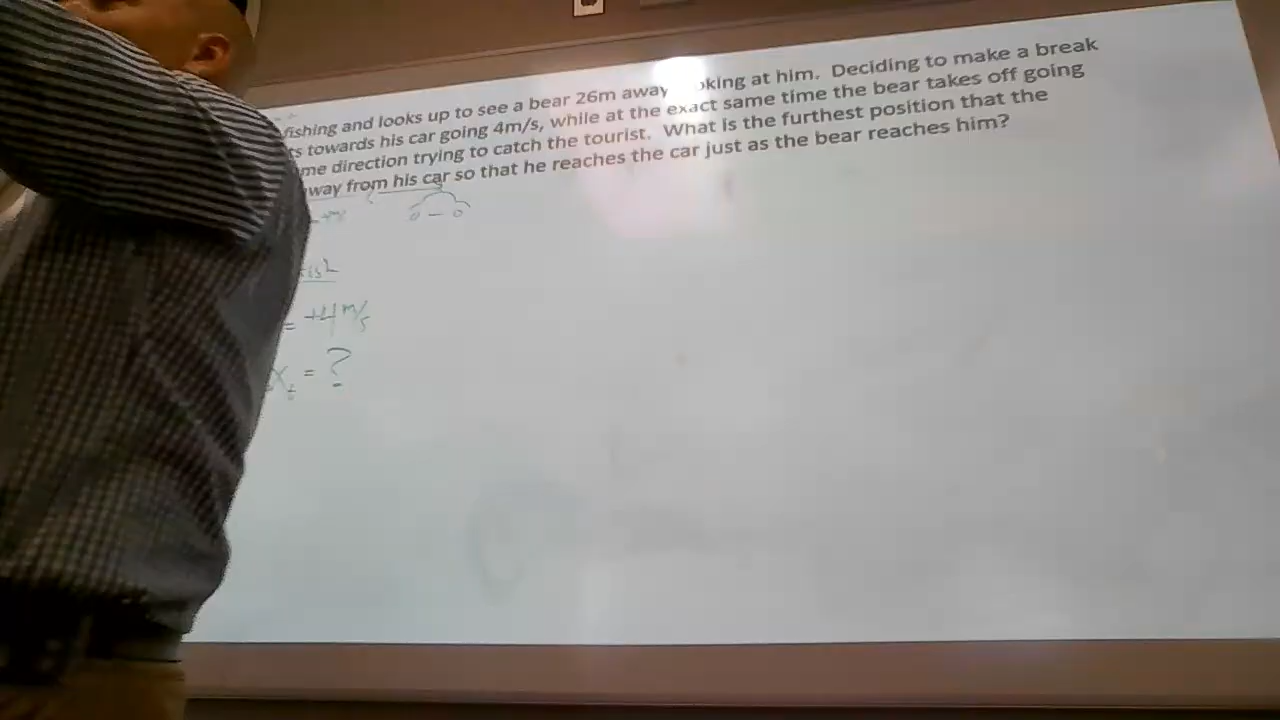 fishing and looks up to see a bear 26m away oking at him. Deciding to make a break
ts towards his car going 4m/s, while at the exact same time the bear takes off going
me direction trying to catch the tourist. What is the furthest position that the
way from his car so that he reaches the car just as the bear reaches him?
ish
= +4 m/s
= ?